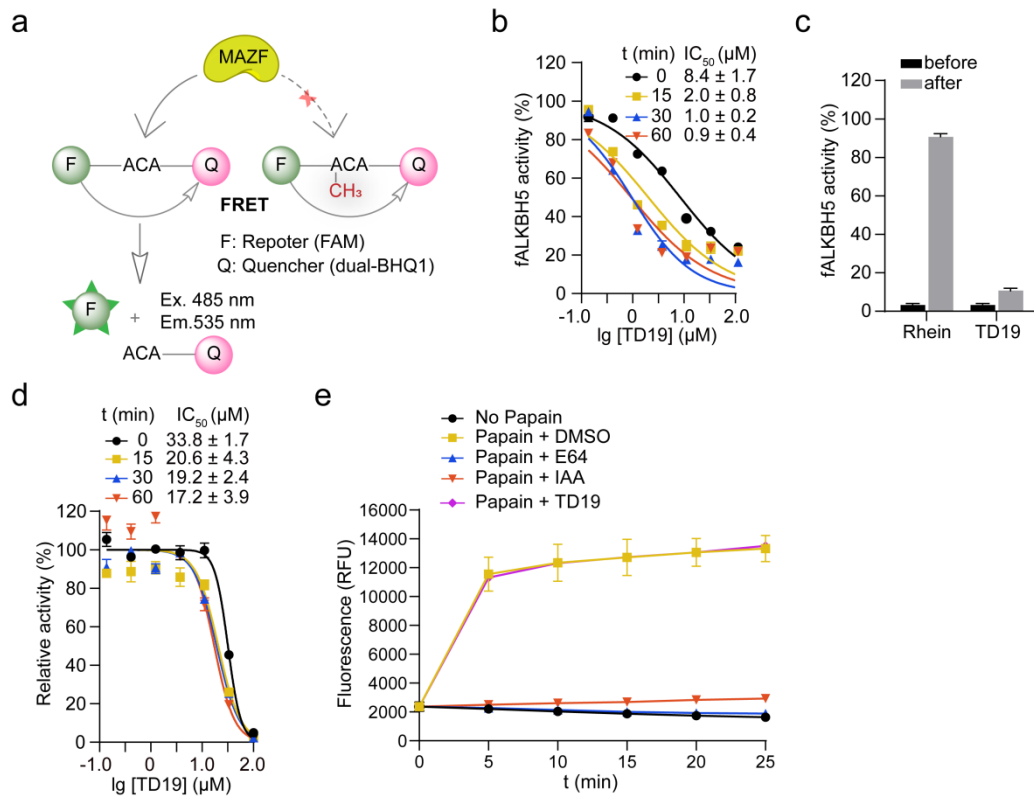 a
MAZF
F
ACA
Q
F
ACA
CH₃
Q
FRET
F: Repoter (FAM)
Q: Quencher (dual-BHQ1)
F
+
Ex. 485 nm
Em.535 nm
ACA
Q
b
t (min) IC₅₀ (μM)
0 8.4 ± 1.7
15 2.0 ± 0.8
30 1.0 ± 0.2
60 0.9 ± 0.4
fALKBH5 activity (%)
120
100
80
60
40
20
0
-1.0 0 1.0 2.0
lg [TD19] (μM)
c
before
after
fALKBH5 activity (%)
120
100
80
60
40
20
0
Rhein TD19
d
t (min) IC₅₀ (μM)
0 33.8 ± 1.7
15 20.6 ± 4.3
30 19.2 ± 2.4
60 17.2 ± 3.9
Relative activity (%)
120
100
80
60
40
20
0
-1.0 0 1.0 2.0
lg [TD19] (μM)
e
No Papain
Papain + DMSO
Papain + E64
Papain + IAA
Papain + TD19
Fluorescence (RFU)
16000
14000
12000
10000
8000
6000
4000
2000
0
0 5 10 15 20 25
t (min)